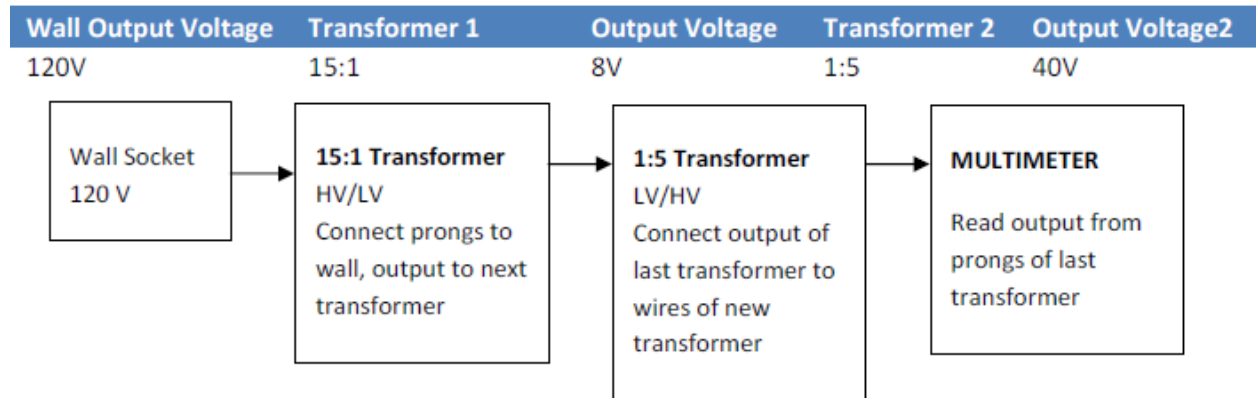 Wall Output Voltage Transformer 1 Output Voltage Transformer 2 Output Voltage2
120V 15:1 8V 1:5 40V
Wall Socket
120 V
15:1 Transformer
HV/LV
Connect prongs to
wall, output to next
transformer
1:5 Transformer
LV/HV
Connect output of
last transformer to
wires of new
transformer
MULTIMETER
Read output from
prongs of last
transformer